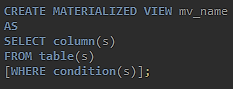 CREATE MATERIALIZED VIEW mv_name
AS
SELECT column(s)
FROM table(s)
[WHERE condition(s)];